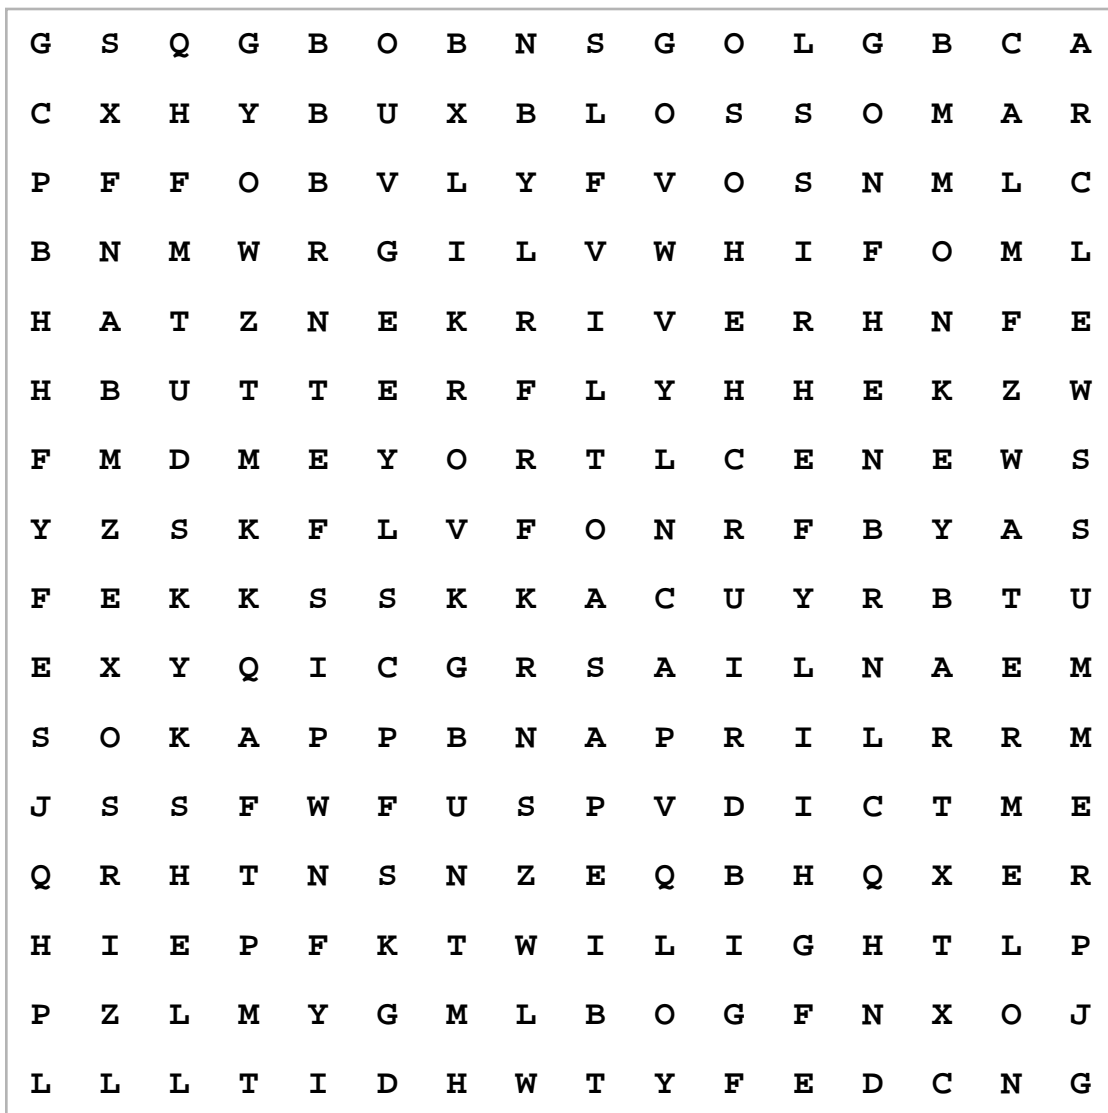 G S Q G B O B N S G O L G B C A
C X H Y B U X B L O S S O M A R
P F F O B V L Y F V O S N M L C
B N M W R G I L V W H I F O M L
H A T Z N E K R I V E R H N F E
H B U T T E R F L Y H H E K Z W
F M D M E Y O R T L C E N E W S
Y Z S K F L V F O N R F B Y A S
F E K K S S K K A C U Y R B T U
E X Y Q I C G R S A I L N A E M
S O K A P P B N A P R I L R R M
J S S F W F U S P V D I C T M E
Q R H T N S N Z E Q B H Q X E R
H I E P F K T W I L I G H T L P
P Z L M Y G M L B O G F N X O J
L L L T I D H W T Y F E D C N G